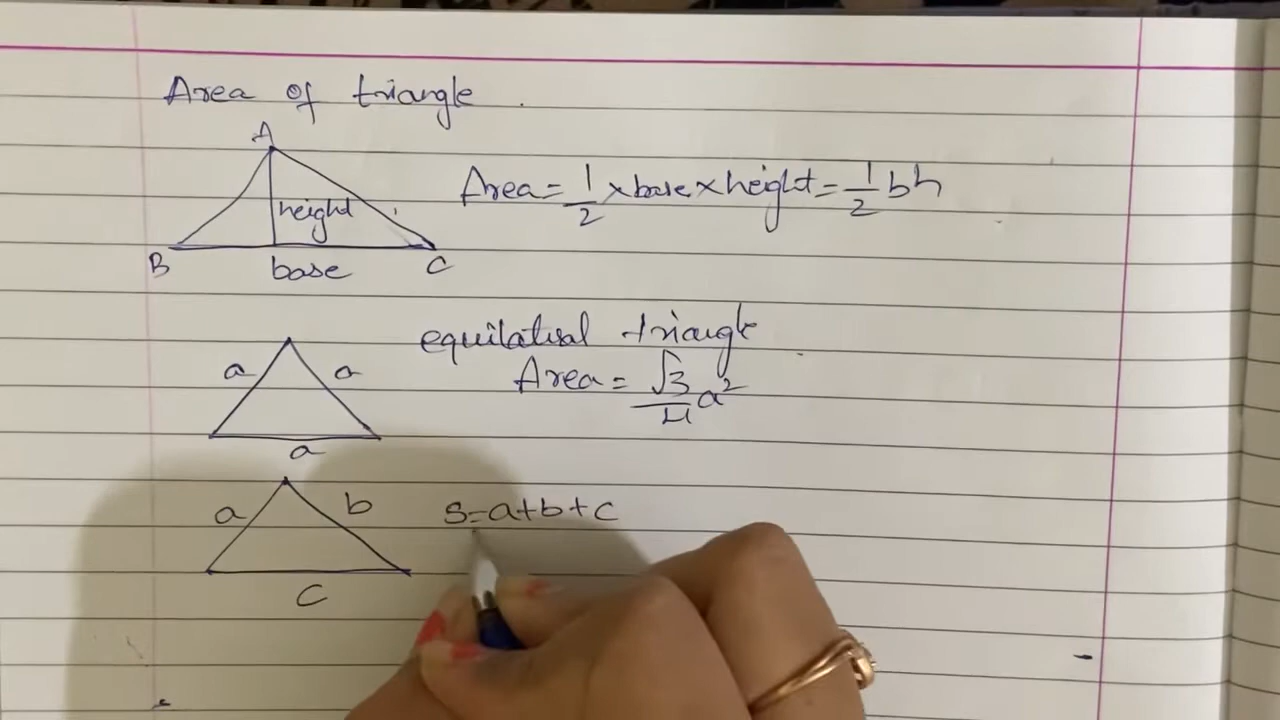 Area of triangle
A
Area = 1/2 × base × height = 1/2 bh
height
B base C
equilateral triangle
a a
Area = √3/4 a²
a
a b
s = a + b + c
c